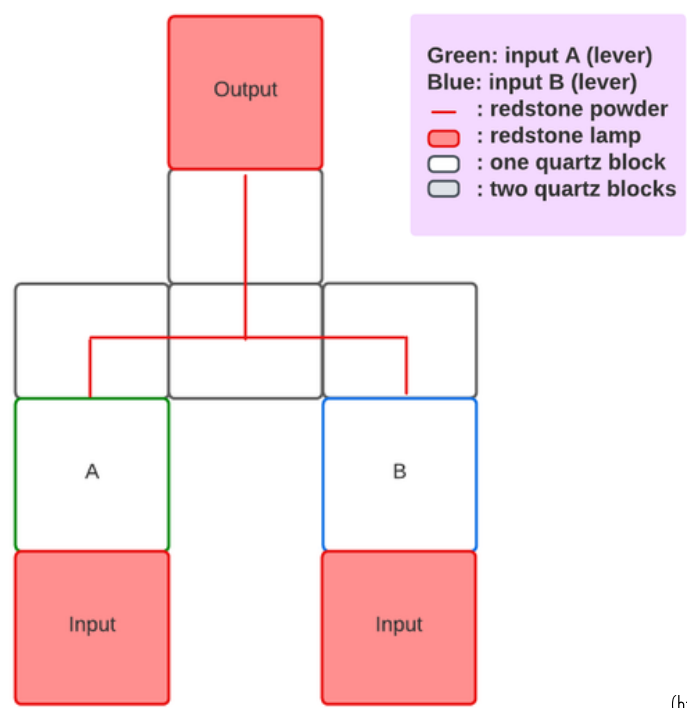 Output
Green: input A (lever)
Blue: input B (lever)
: redstone powder
: redstone lamp
: one quartz block
: two quartz blocks
A
B
Input
Input